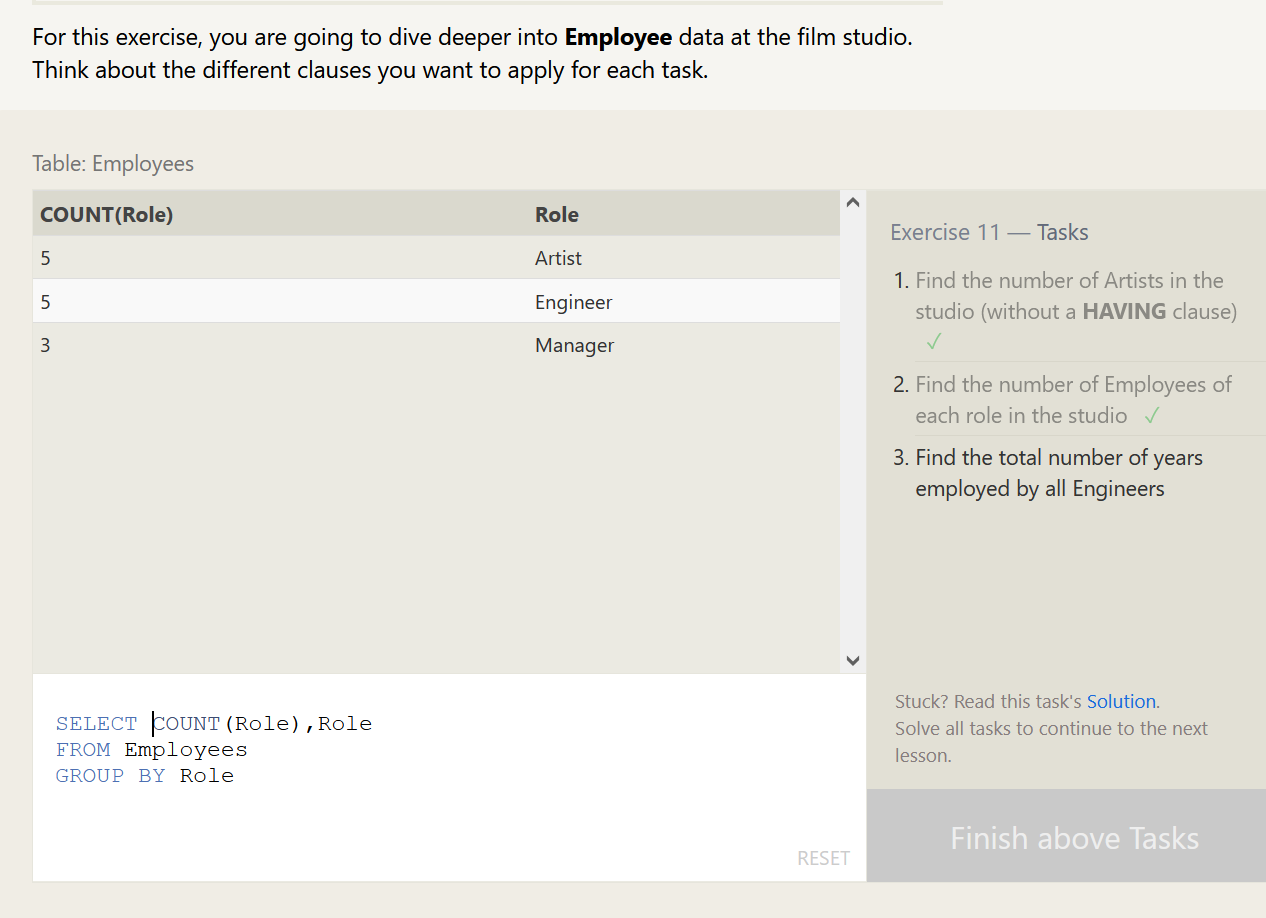 For this exercise, you are going to dive deeper into Employee data at the film studio.
Think about the different clauses you want to apply for each task.
Table: Employees
COUNT(Role) Role
5 Artist
5 Engineer
3 Manager
SELECT COUNT(Role),Role
FROM Employees
GROUP BY Role
RESET
Exercise 11 — Tasks
1. Find the number of Artists in the
studio (without a HAVING clause)
✓
2. Find the number of Employees of
each role in the studio ✓
3. Find the total number of years
employed by all Engineers
Stuck? Read this task's Solution.
Solve all tasks to continue to the next
lesson.
Finish above Tasks